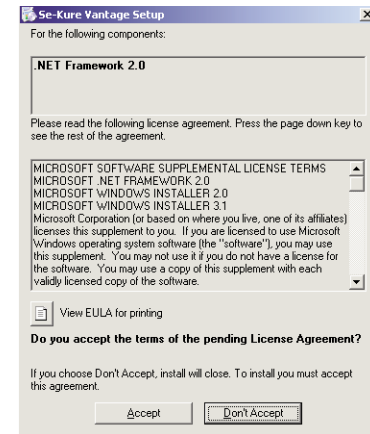 Se-Kure Vantage Setup
For the following components:
.NET Framework 2.0
Please read the following license agreement. Press the page down key to
see the rest of the agreement.
MICROSOFT SOFTWARE SUPPLEMENTAL LICENSE TERMS
MICROSOFT .NET FRAMEWORK 2.0
MICROSOFT WINDOWS INSTALLER 2.0
MICROSOFT WINDOWS INSTALLER 3.1
Microsoft Corporation (or based on where you live, one of its affiliates)
licenses this supplement to you. If you are licensed to use Microsoft
Windows operating system software (the "software"), you may use
this supplement. You may not use it if you do not have a license for
the software. You may use a copy of this supplement with each
validly licensed copy of the software.
View EULA for printing
Do you accept the terms of the pending License Agreement?
If you choose Don't Accept, install will close. To install you must accept
this agreement.
Accept Don't Accept